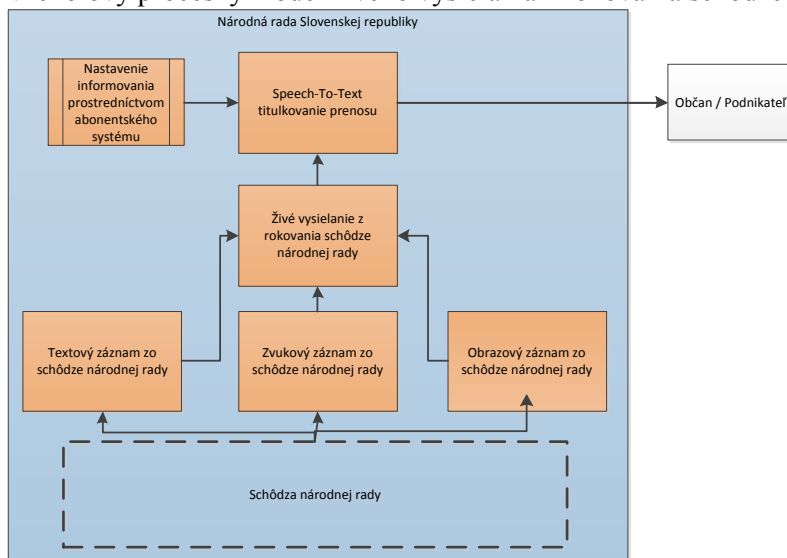 Národná rada Slovenskej republiky
Nastavenie
informovania
prostredníctvom
abonentského
systému
Speech-To-Text
titulkovanie prenosu
Občan / Podnikateľ
Živé vysielanie z
rokovania schôdze
národnej rady
Textový záznam zo
schôdze národnej rady
Zvukový záznam zo
schôdze národnej rady
Obrazový záznam zo
schôdze národnej rady
Schôdza národnej rady